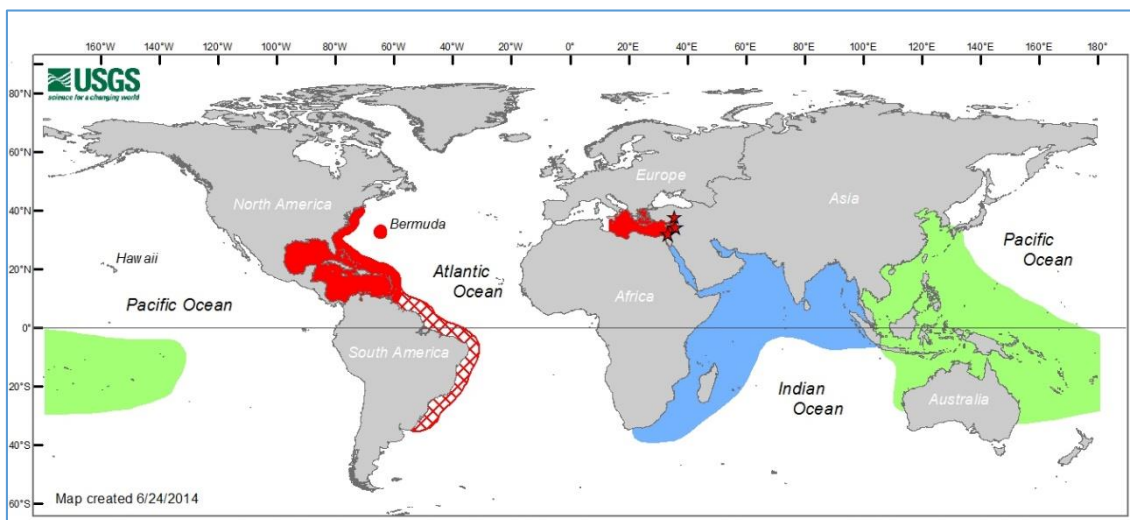 160°W 140°W 120°W 100°W 80°W 60°W 40°W 20°W 0° 20°E 40°E 60°E 80°E 100°E 120°E 140°E 160°E 180°
USGS
science for a changing world
80°N
60°N
Europe
Asia
North America
40°N
Bermuda
Pacific
Ocean
Hawaii
20°N
Atlantic
Ocean
Africa
Pacific Ocean
0°
South America
Indian
Ocean
20°S
Australia
40°S
Map created 6/24/2014
60°S